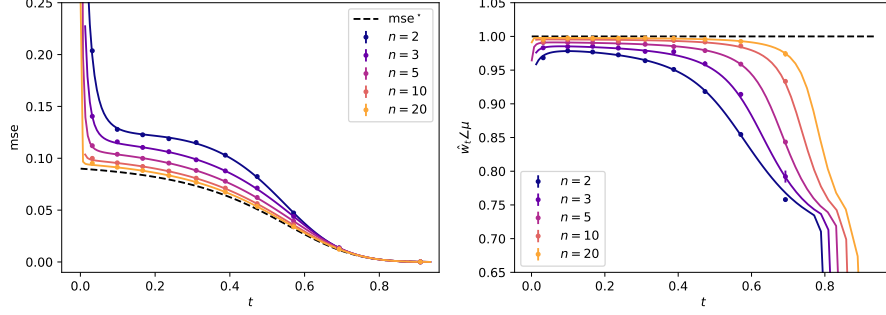 0.25
0.20
0.15
0.10
0.05
0.00
mse
0.0
0.2
0.4
0.6
0.8
t
mse*
n = 2
n = 3
n = 5
n = 10
n = 20
1.05
1.00
0.95
0.90
0.85
0.80
0.75
0.70
0.65
ŵₜ∠μ
0.0
0.2
0.4
0.6
0.8
t
n = 2
n = 3
n = 5
n = 10
n = 20